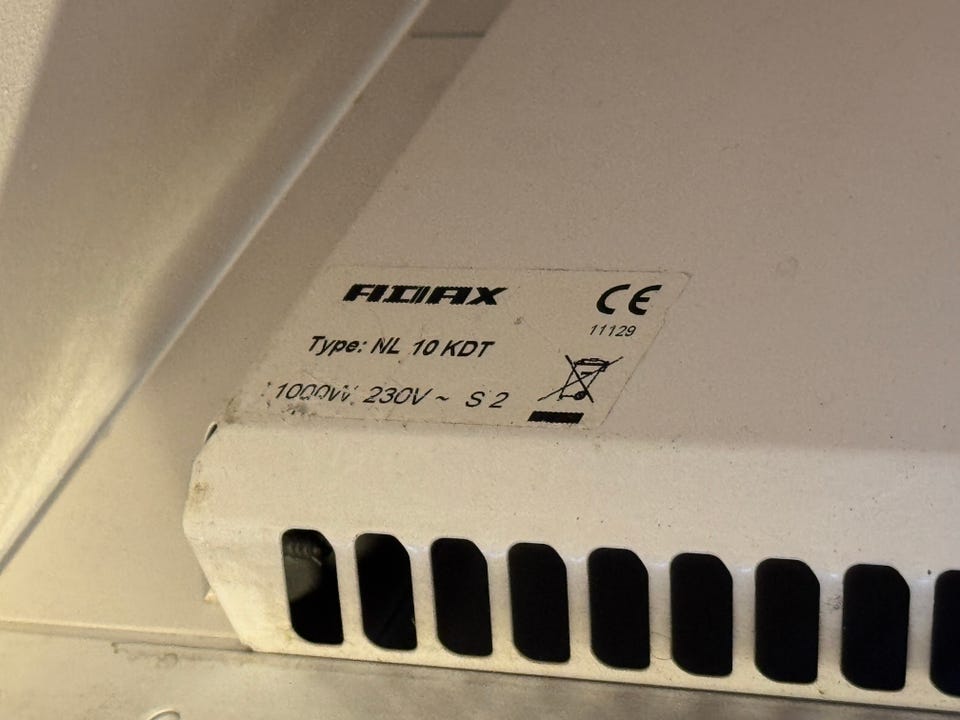 ADAX
CE
11129
Type: NL 10 KDT
1000W 230V ~ S 2